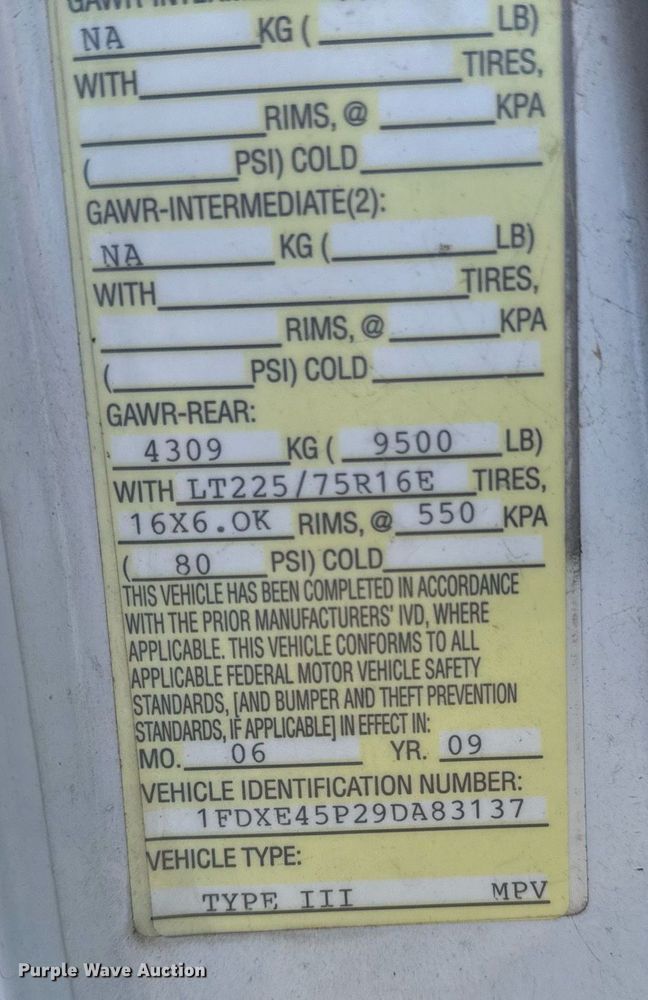 GAWR-INTERMEDIATE
NA KG ( LB)
WITH TIRES,
RIMS, @ KPA
( PSI) COLD
GAWR-INTERMEDIATE(2):
NA KG ( LB)
WITH TIRES,
RIMS, @ KPA
( PSI) COLD
GAWR-REAR:
4309 KG ( 9500 LB)
WITH LT225/75R16E TIRES,
16X6.0K RIMS, @ 550 KPA
( 80 PSI) COLD
THIS VEHICLE HAS BEEN COMPLETED IN ACCORDANCE
WITH THE PRIOR MANUFACTURERS' IVD, WHERE
APPLICABLE. THIS VEHICLE CONFORMS TO ALL
APPLICABLE FEDERAL MOTOR VEHICLE SAFETY
STANDARDS, [AND BUMPER AND THEFT PREVENTION
STANDARDS, IF APPLICABLE] IN EFFECT IN:
MO. 06 YR. 09
VEHICLE IDENTIFICATION NUMBER:
1FDXE45P29DA83137
VEHICLE TYPE:
TYPE III MPV
Purple Wave Auction